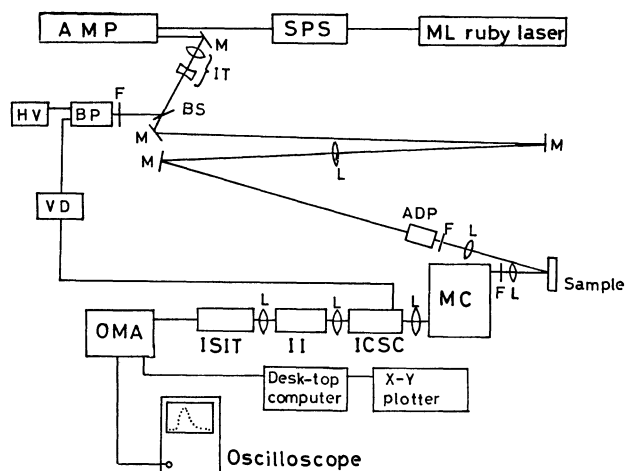 AMP
SPS
ML ruby laser
M
IT
F
BS
HV
BP
M
M
M
L
VD
ADP
F
L
MC
F
L
Sample
OMA
L
L
L
ISIT
II
ICSC
Desk-top
computer
X-Y
plotter
Oscilloscope